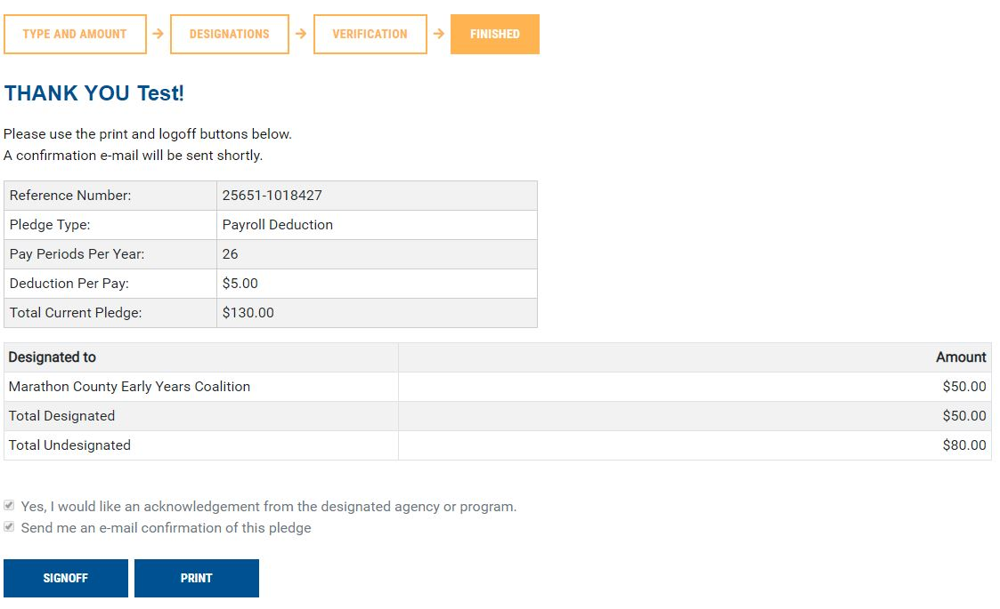 TYPE AND AMOUNT → DESIGNATIONS → VERIFICATION → FINISHED
THANK YOU Test!
Please use the print and logoff buttons below.
A confirmation e-mail will be sent shortly.
Reference Number: 25651-1018427
Pledge Type: Payroll Deduction
Pay Periods Per Year: 26
Deduction Per Pay: $5.00
Total Current Pledge: $130.00
Designated to Amount
Marathon County Early Years Coalition $50.00
Total Designated $50.00
Total Undesignated $80.00
Yes, I would like an acknowledgement from the designated agency or program.
Send me an e-mail confirmation of this pledge
SIGNOFF PRINT